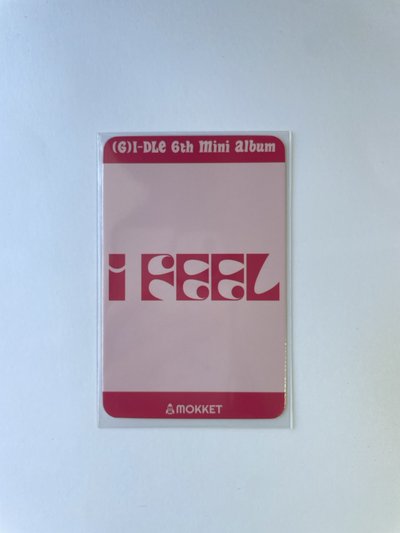 (G)I-DLE 6th Mini Album
I FEEL
MOKKET